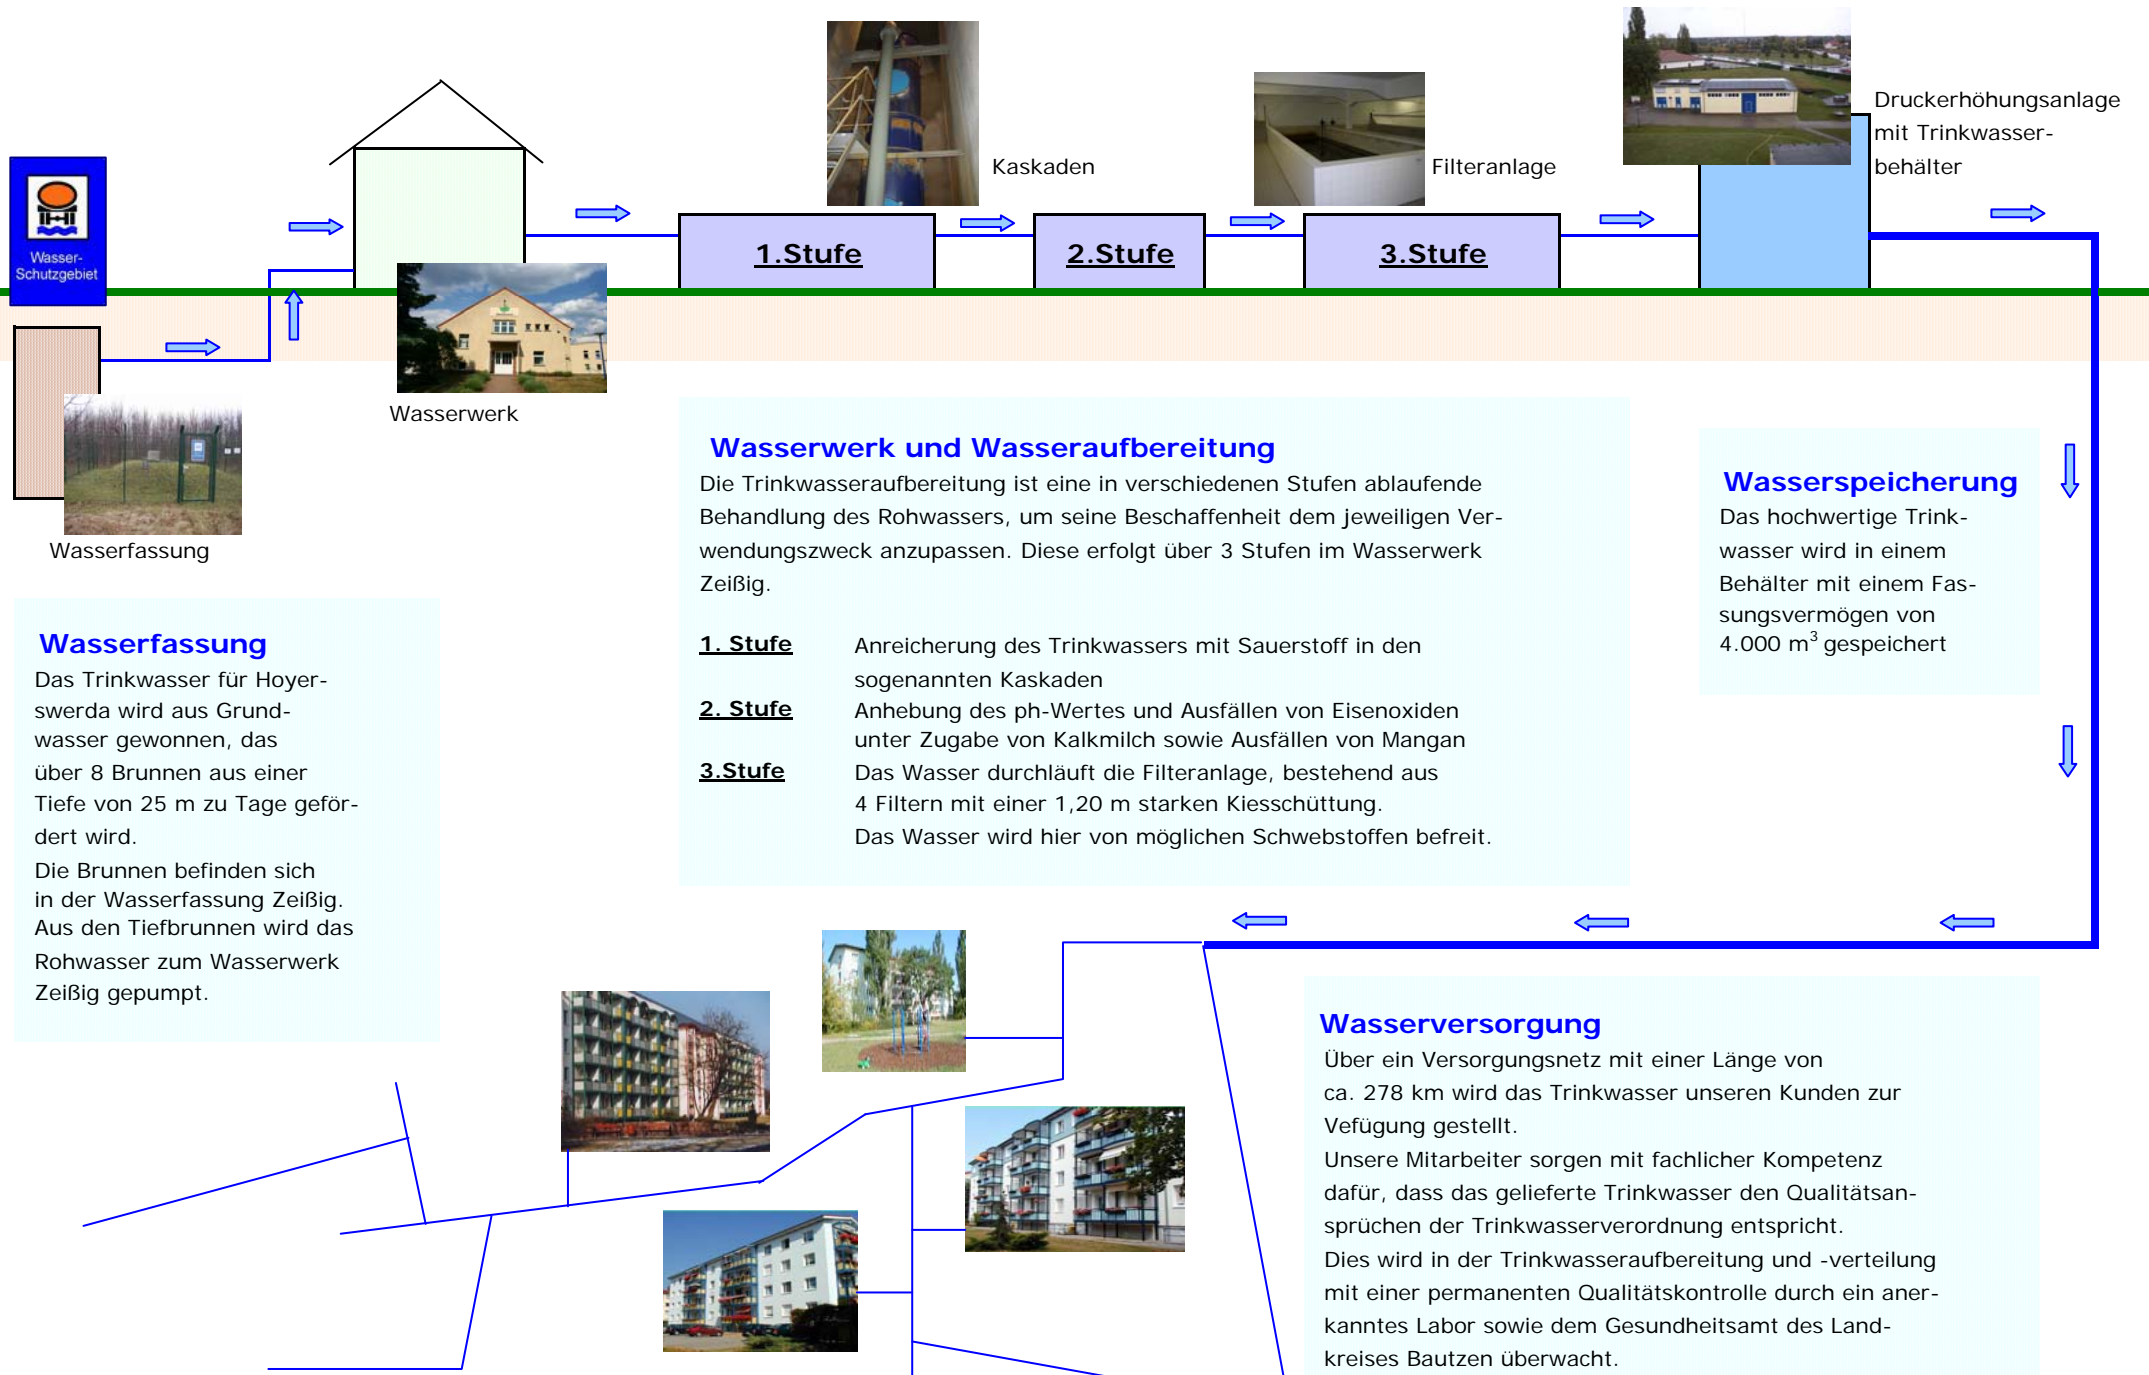 Wasser-
Schutzgebiet
Kaskaden
Filteranlage
Druckerhöhungsanlage
mit Trinkwasser-
behälter
1.Stufe
2.Stufe
3.Stufe
Wasserwerk
Wasserfassung
Wasserfassung
Das Trinkwasser für Hoyer-
swerda wird aus Grund-
wasser gewonnen, das
über 8 Brunnen aus einer
Tiefe von 25 m zu Tage geför-
dert wird.
Die Brunnen befinden sich
in der Wasserfassung Zeißig.
Aus den Tiefbrunnen wird das
Rohwasser zum Wasserwerk
Zeißig gepumpt.
Wasserwerk und Wasseraufbereitung
Die Trinkwasseraufbereitung ist eine in verschiedenen Stufen ablaufende
Behandlung des Rohwassers, um seine Beschaffenheit dem jeweiligen Ver-
wendungszweck anzupassen. Diese erfolgt über 3 Stufen im Wasserwerk
Zeißig.
1. Stufe Anreicherung des Trinkwassers mit Sauerstoff in den
sogenannten Kaskaden
2. Stufe Anhebung des ph-Wertes und Ausfällen von Eisenoxiden
unter Zugabe von Kalkmilch sowie Ausfällen von Mangan
3.Stufe Das Wasser durchläuft die Filteranlage, bestehend aus
4 Filtern mit einer 1,20 m starken Kiesschüttung.
Das Wasser wird hier von möglichen Schwebstoffen befreit.
Wasserspeicherung
Das hochwertige Trink-
wasser wird in einem
Behälter mit einem Fas-
sungsvermögen von
4.000 m³ gespeichert
Wasserversorgung
Über ein Versorgungsnetz mit einer Länge von
ca. 278 km wird das Trinkwasser unseren Kunden zur
Vefügung gestellt.
Unsere Mitarbeiter sorgen mit fachlicher Kompetenz
dafür, dass das gelieferte Trinkwasser den Qualitätsan-
sprüchen der Trinkwasserverordnung entspricht.
Dies wird in der Trinkwasseraufbereitung und -verteilung
mit einer permanenten Qualitätskontrolle durch ein aner-
kanntes Labor sowie dem Gesundheitsamt des Land-
kreises Bautzen überwacht.